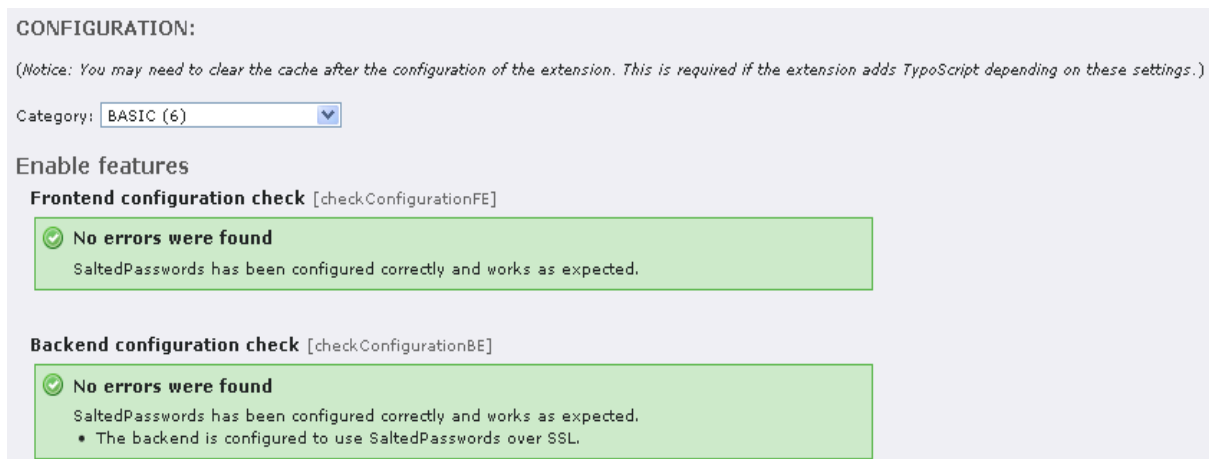 CONFIGURATION:
(Notice: You may need to clear the cache after the configuration of the extension. This is required if the extension adds TypoScript depending on these settings.)
Category: BASIC (6)
Enable features
Frontend configuration check [checkConfigurationFE]
No errors were found
SaltedPasswords has been configured correctly and works as expected.
Backend configuration check [checkConfigurationBE]
No errors were found
SaltedPasswords has been configured correctly and works as expected.
• The backend is configured to use SaltedPasswords over SSL.